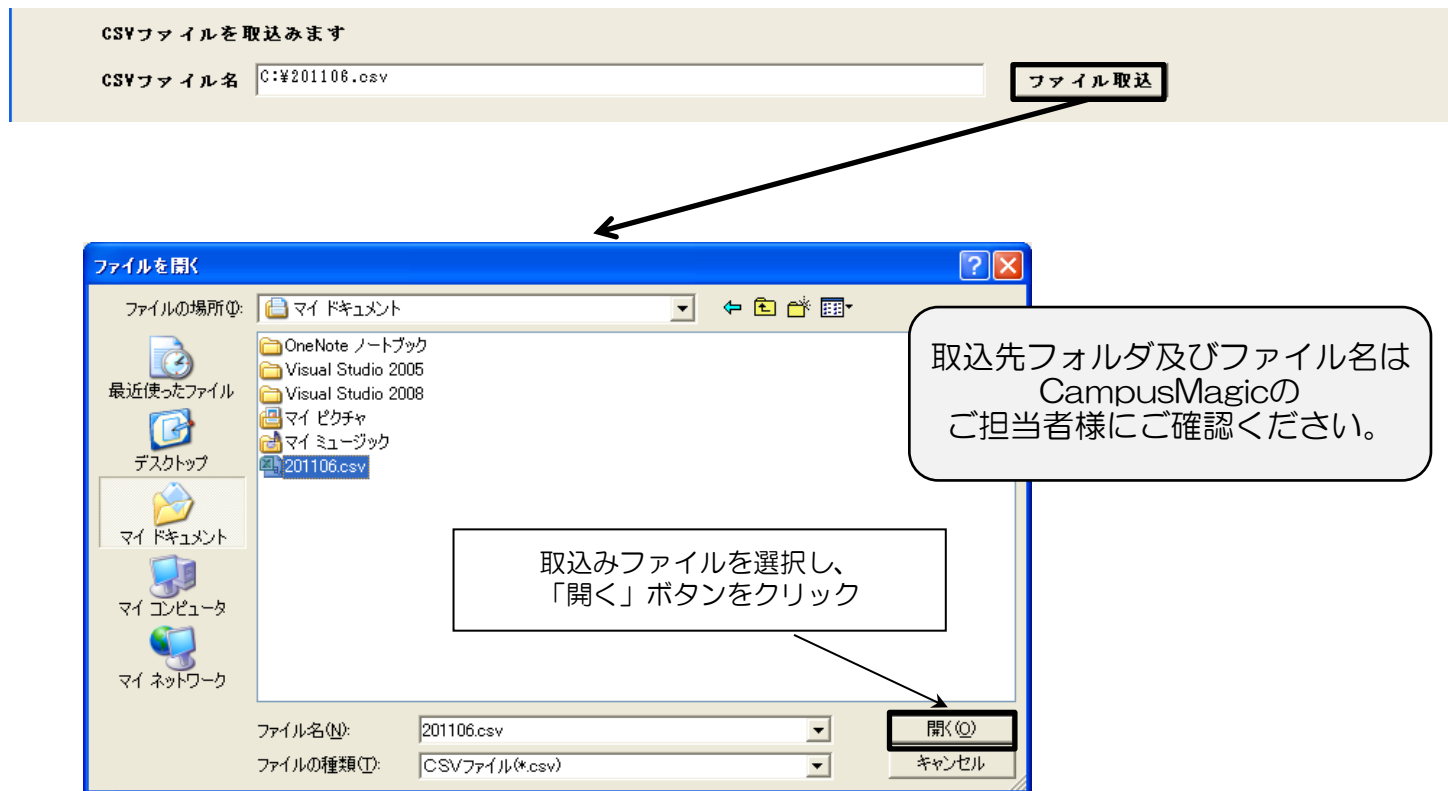 CSVファイルを取込みます
CSVファイル名 C:¥201106.csv ファイル取込
ファイルを開く
ファイルの場所(I): マイ ドキュメント
OneNote ノートブック
Visual Studio 2005
Visual Studio 2008
マイ ピクチャ
マイ ミュージック
201106.csv
最近使ったファイル
デスクトップ
マイ ドキュメント
マイ コンピュータ
マイ ネットワーク
取込先フォルダ及びファイル名は
CampusMagicの
ご担当者様にご確認ください。
取込みファイルを選択し、
「開く」ボタンをクリック
ファイル名(N): 201106.csv 開く(O)
ファイルの種類(T): CSVファイル(*.csv) キャンセル